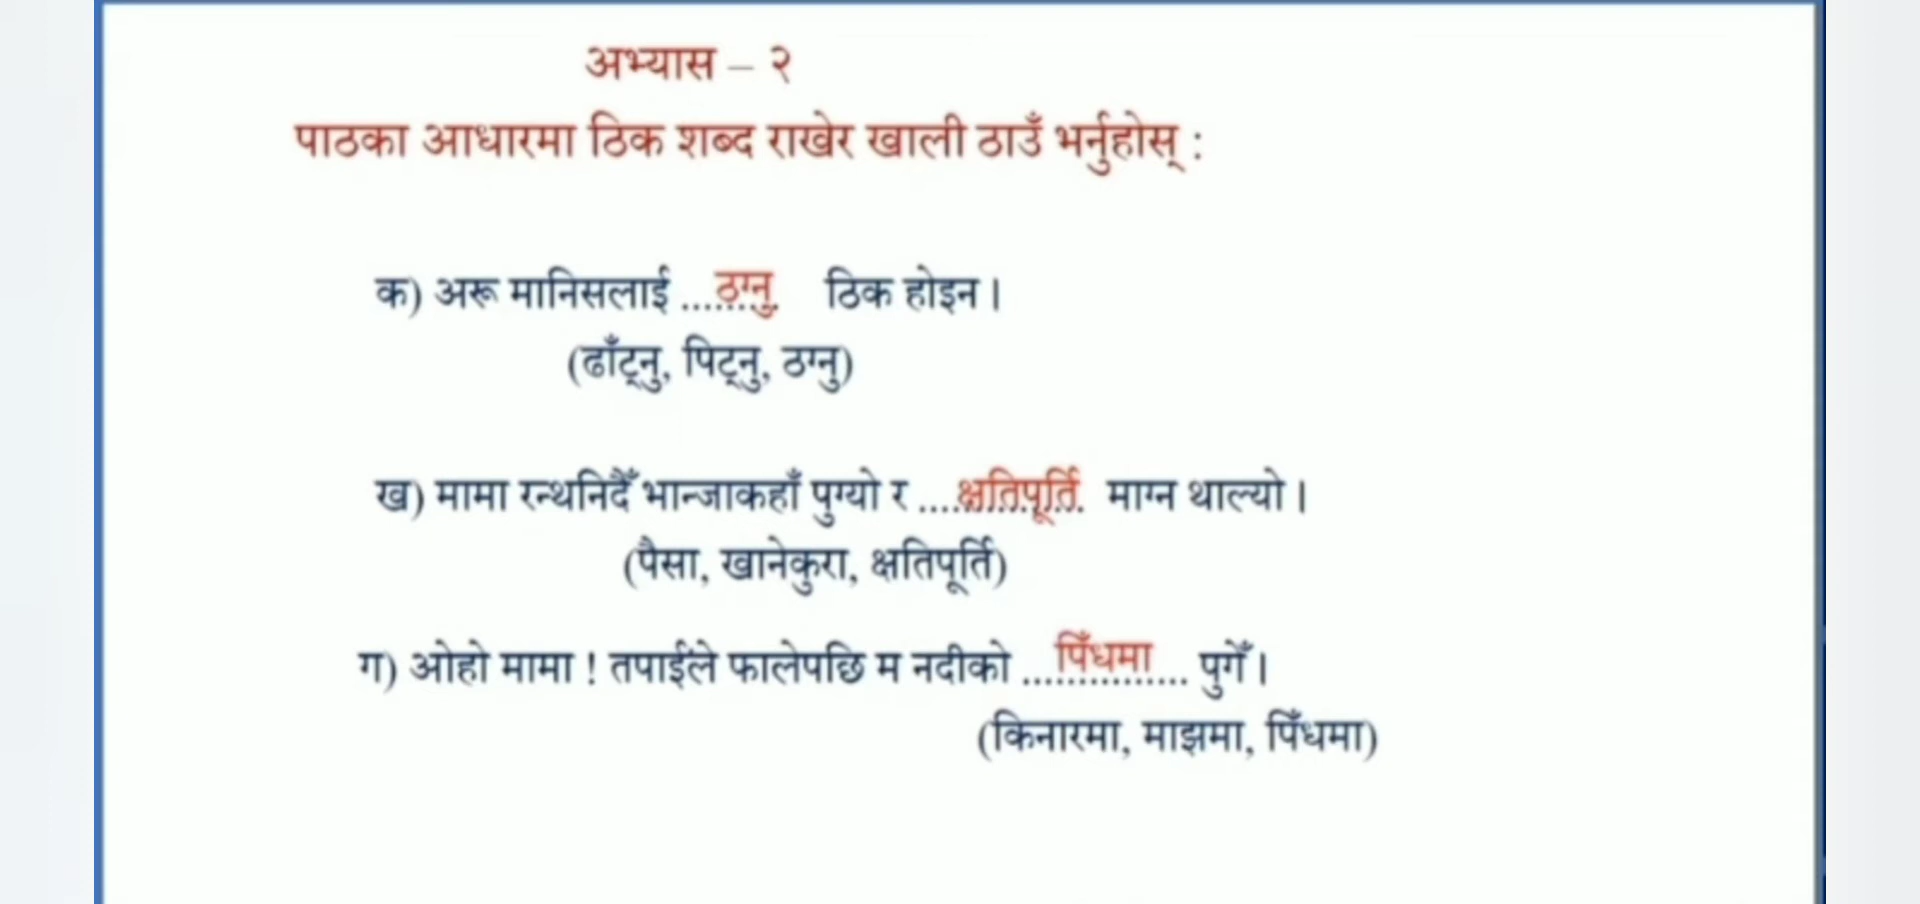 अभ्यास – २
पाठका आधारमा ठिक शब्द राखेर खाली ठाउँ भर्नुहोस् :
क) अरू मानिसलाई ...ठग्नु. ठिक होइन ।
(ढाँट्नु, पिट्नु, ठग्नु)
ख) मामा रन्थनिदैँ भान्जाकहाँ पुग्यो र ...क्षतिपूर्ति. माग्न थाल्यो ।
(पैसा, खानेकुरा, क्षतिपूर्ति)
ग) ओहो मामा ! तपाईंले फालेपछि म नदीको ...पिँधमा... पुगेँ ।
(किनारमा, माझमा, पिँधमा)